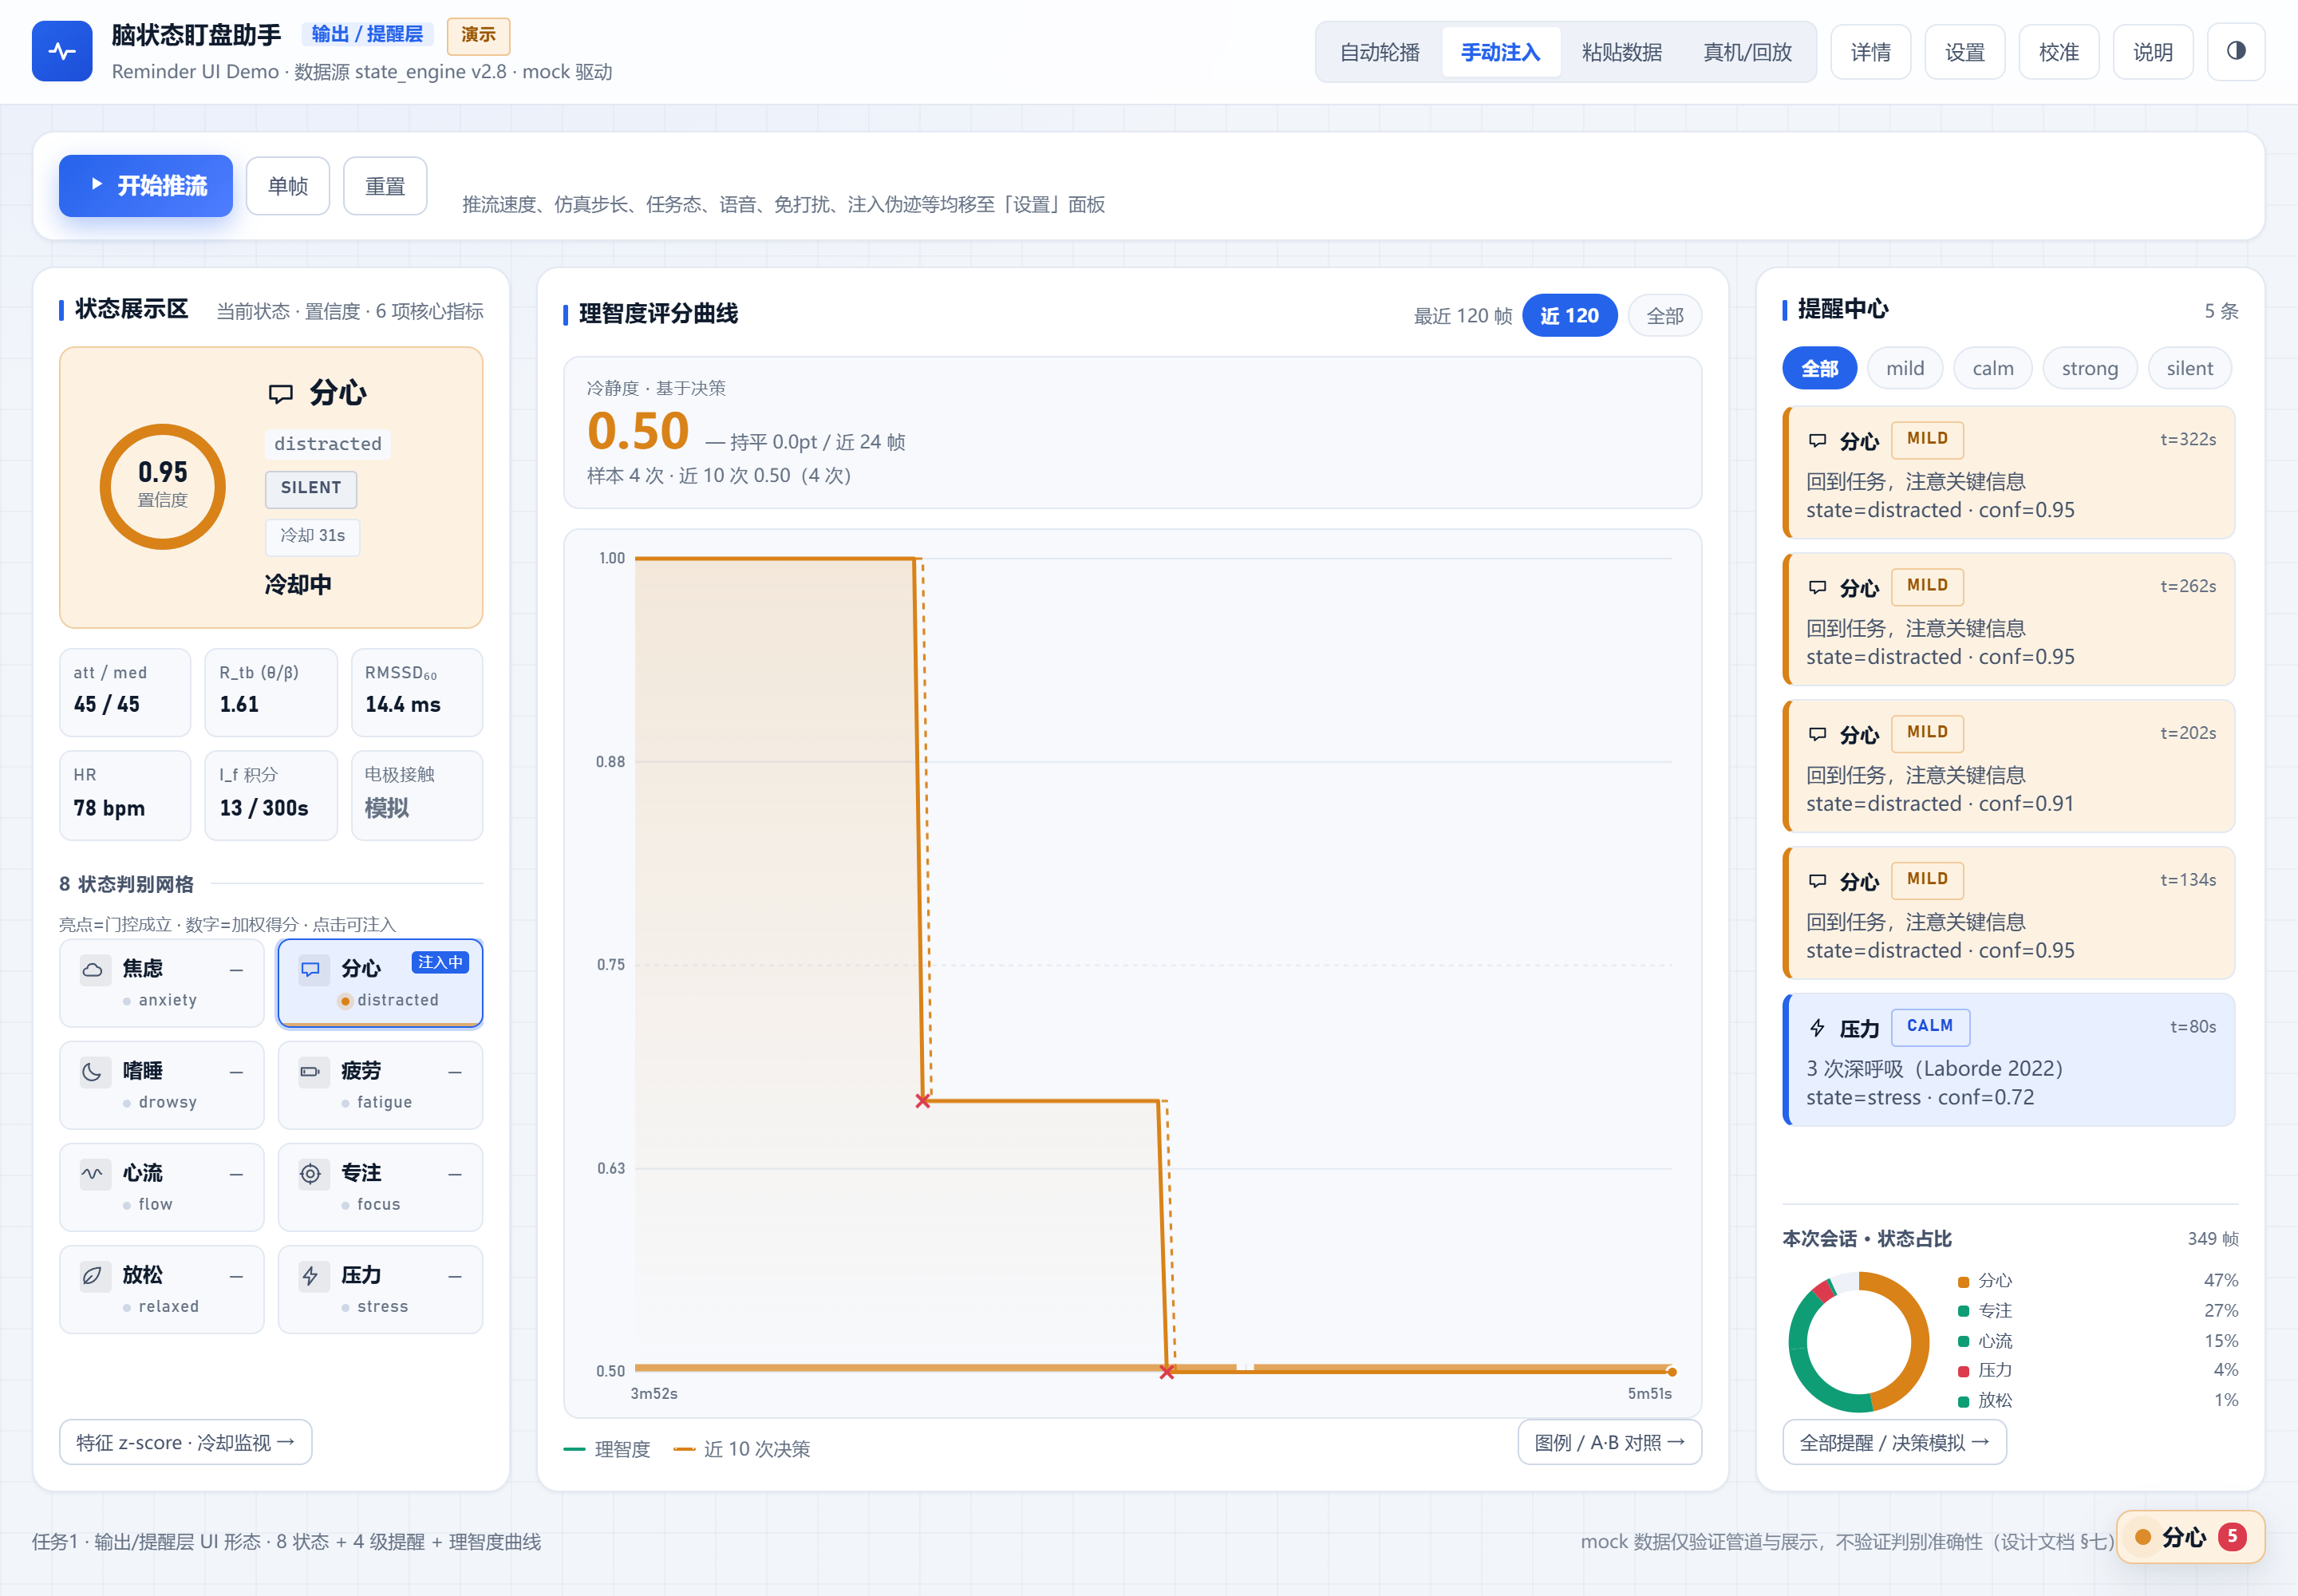 脑状态盯盘助手 输出 / 提醒层 演示
Reminder UI Demo · 数据源 state_engine v2.8 · mock 驱动
自动轮播 手动注入 粘贴数据 真机/回放 详情 设置 校准 说明
开始推流 单帧 重置 推流速度、仿真步长、任务态、语音、免打扰、注入伪迹等均移至「设置」面板
状态展示区 当前状态 · 置信度 · 6 项核心指标
0.95
置信度
分心
distracted
SILENT
冷却 31s
冷却中
att / med R_tb (θ/β) RMSSD₆₀
45 / 45 1.61 14.4 ms
HR I_f 积分 电极接触
78 bpm 13 / 300s 模拟
8 状态判别网格
亮点=门控成立 · 数字=加权得分 · 点击可注入
焦虑 — 分心 注入中
anxiety distracted
嗜睡 — 疲劳 —
drowsy fatigue
心流 — 专注 —
flow focus
放松 — 压力 —
relaxed stress
特征 z-score · 冷却监视 →
理智度评分曲线 最近 120 帧 近 120 全部
冷静度 · 基于决策
0.50 — 持平 0.0pt / 近 24 帧
样本 4 次 · 近 10 次 0.50（4 次）
1.00
0.88
0.75
0.63
0.50
3m52s 5m51s
理智度 近 10 次决策 图例 / A·B 对照 →
提醒中心 5 条
全部 mild calm strong silent
分心 MILD t=322s
回到任务，注意关键信息
state=distracted · conf=0.95
分心 MILD t=262s
回到任务，注意关键信息
state=distracted · conf=0.95
分心 MILD t=202s
回到任务，注意关键信息
state=distracted · conf=0.91
分心 MILD t=134s
回到任务，注意关键信息
state=distracted · conf=0.95
压力 CALM t=80s
3 次深呼吸（Laborde 2022）
state=stress · conf=0.72
本次会话 • 状态占比 349 帧
分心 47%
专注 27%
心流 15%
压力 4%
放松 1%
全部提醒 / 决策模拟 →
任务1 · 输出/提醒层 UI 形态 · 8 状态 + 4 级提醒 + 理智度曲线
mock 数据仅验证管道与展示，不验证判别准确性（设计文档 §七）
分心 5